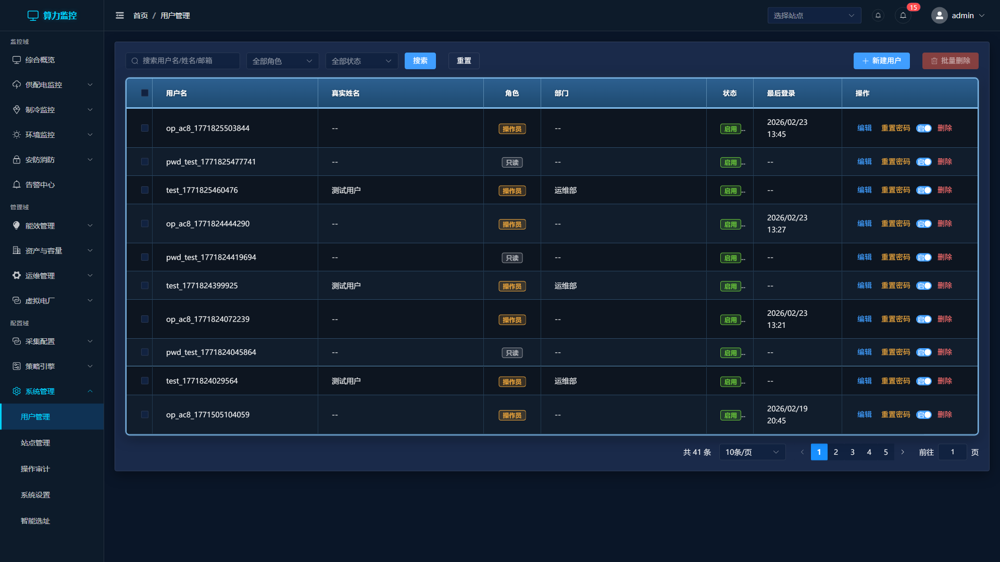 算力监控
首页 / 用户管理
选择站点
15
admin
监控域
综合概览
供配电监控
制冷监控
环境监控
安防消防
告警中心
管理域
能效管理
资产与容量
运维管理
虚拟电厂
配置域
采集配置
策略引擎
系统管理
用户管理
站点管理
操作审计
系统设置
智能选址
搜索用户名/姓名/邮箱 全部角色 全部状态 搜索 重置 新建用户 批量删除
用户名 真实姓名 角色 部门 状态 最后登录 操作
op_ac8_1771825503844 -- 操作员 -- 启用 .. 2026/02/23 13:45 编辑 重置密码 启 删除
pwd_test_1771825477741 -- 只读 -- 启用 .. -- 编辑 重置密码 启 删除
test_1771825460476 测试用户 操作员 运维部 启用 .. -- 编辑 重置密码 启 删除
op_ac8_1771824444290 -- 操作员 -- 启用 .. 2026/02/23 13:27 编辑 重置密码 启 删除
pwd_test_1771824419694 -- 只读 -- 启用 .. -- 编辑 重置密码 启 删除
test_1771824399925 测试用户 操作员 运维部 启用 .. -- 编辑 重置密码 启 删除
op_ac8_1771824072239 -- 操作员 -- 启用 .. 2026/02/23 13:21 编辑 重置密码 启 删除
pwd_test_1771824045864 -- 只读 -- 启用 .. -- 编辑 重置密码 启 删除
test_1771824029564 测试用户 操作员 运维部 启用 .. -- 编辑 重置密码 启 删除
op_ac8_1771505104059 -- 操作员 -- 启用 .. 2026/02/19 20:45 编辑 重置密码 启 删除
共 41 条 10条/页 1 2 3 4 5 前往 1 页